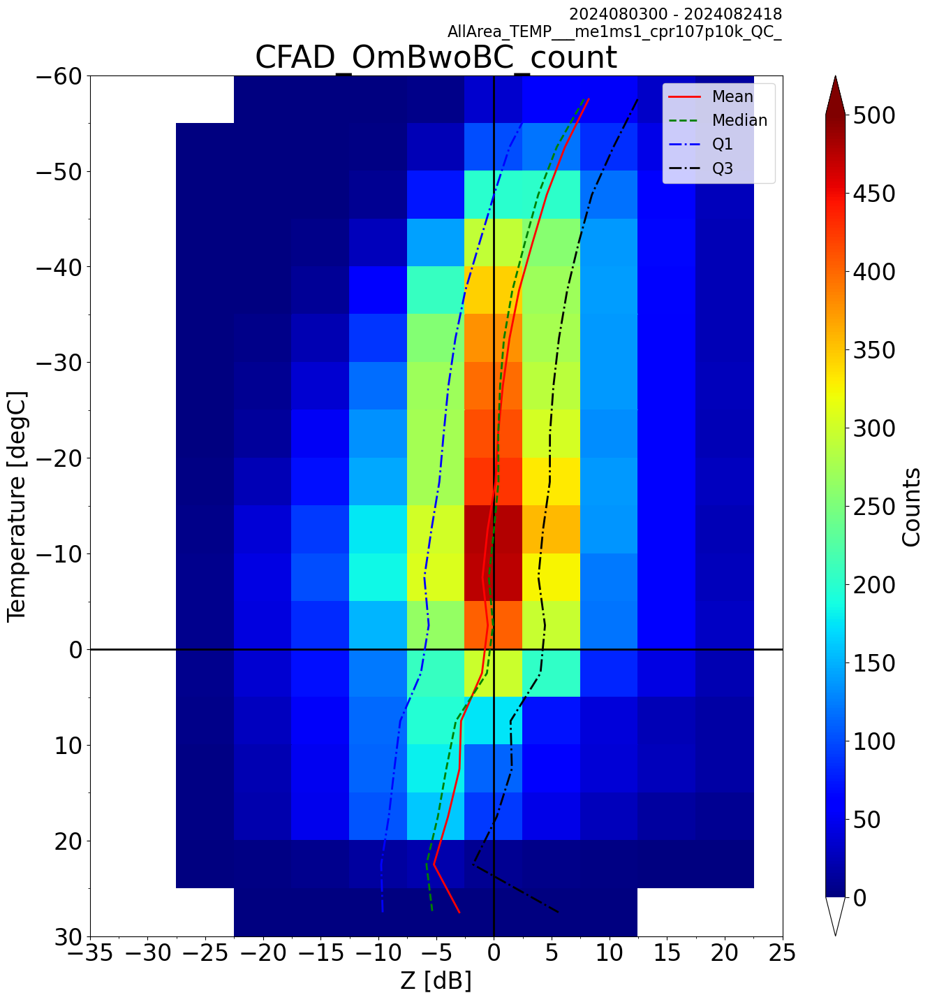 2024080300 - 2024082418
AllArea_TEMP___me1ms1_cpr107p10k_QC_
CFAD_OmBwoBC_count
Mean
Median
Q1
Q3
−60
−50
−40
−30
−20
−10
0
10
20
30
Temperature [degC]
−35 −30 −25 −20 −15 −10 −5 0 5 10 15 20 25
Z [dB]
500
450
400
350
300
250
200
150
100
50
0
Counts